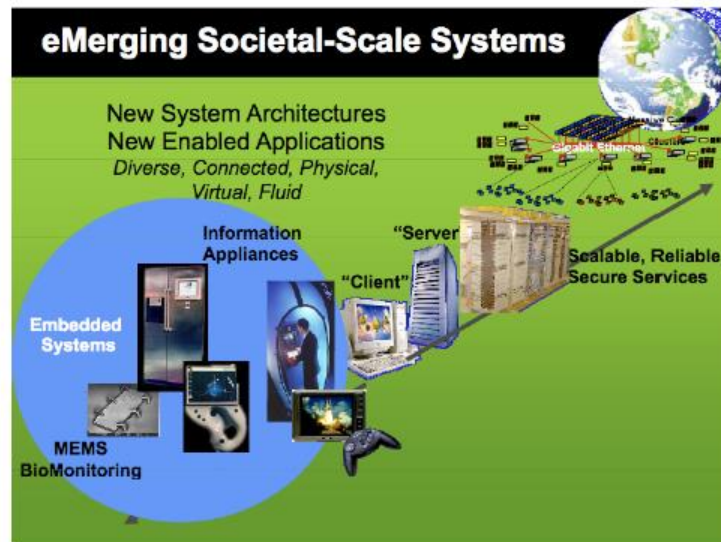 eMerging Societal-Scale Systems
New System Architectures
New Enabled Applications
Diverse, Connected, Physical,
Virtual, Fluid
Gigabit Ethernet
Clusters
Information
Appliances
"Server
"Client"
Scalable, Reliable
Secure Services
Embedded
Systems
MEMS
BioMonitoring